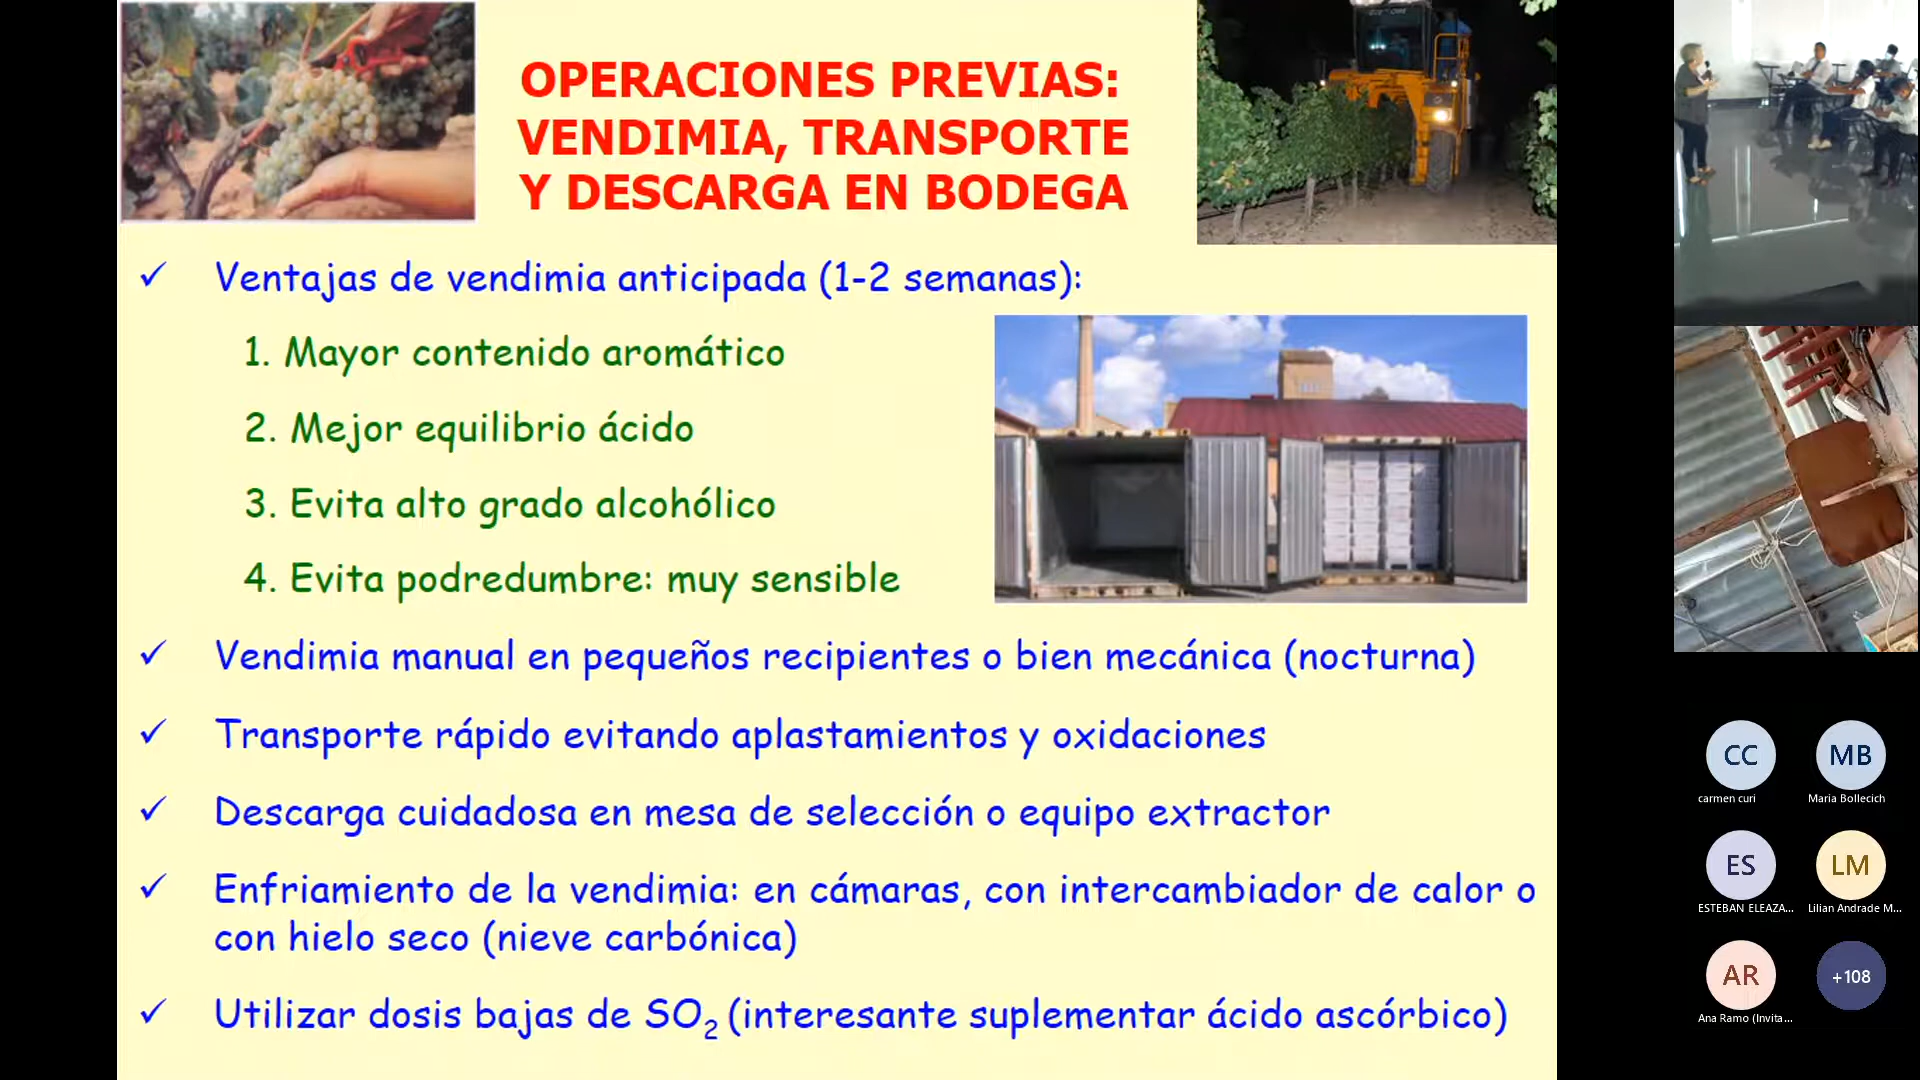 OPERACIONES PREVIAS:
VENDIMIA, TRANSPORTE
Y DESCARGA EN BODEGA
✓ Ventajas de vendimia anticipada (1-2 semanas):
1. Mayor contenido aromático
2. Mejor equilibrio ácido
3. Evita alto grado alcohólico
4. Evita podredumbre: muy sensible
✓ Vendimia manual en pequeños recipientes o bien mecánica (nocturna)
✓ Transporte rápido evitando aplastamientos y oxidaciones
✓ Descarga cuidadosa en mesa de selección o equipo extractor
✓ Enfriamiento de la vendimia: en cámaras, con intercambiador de calor o
con hielo seco (nieve carbónica)
✓ Utilizar dosis bajas de SO₂ (interesante suplementar ácido ascórbico)
CC
carmen curi
MB
Maria Bollecich
ES
ESTEBAN ELEAZA...
LM
Lilian Andrade M...
AR
Ana Ramo (Invita...
+108